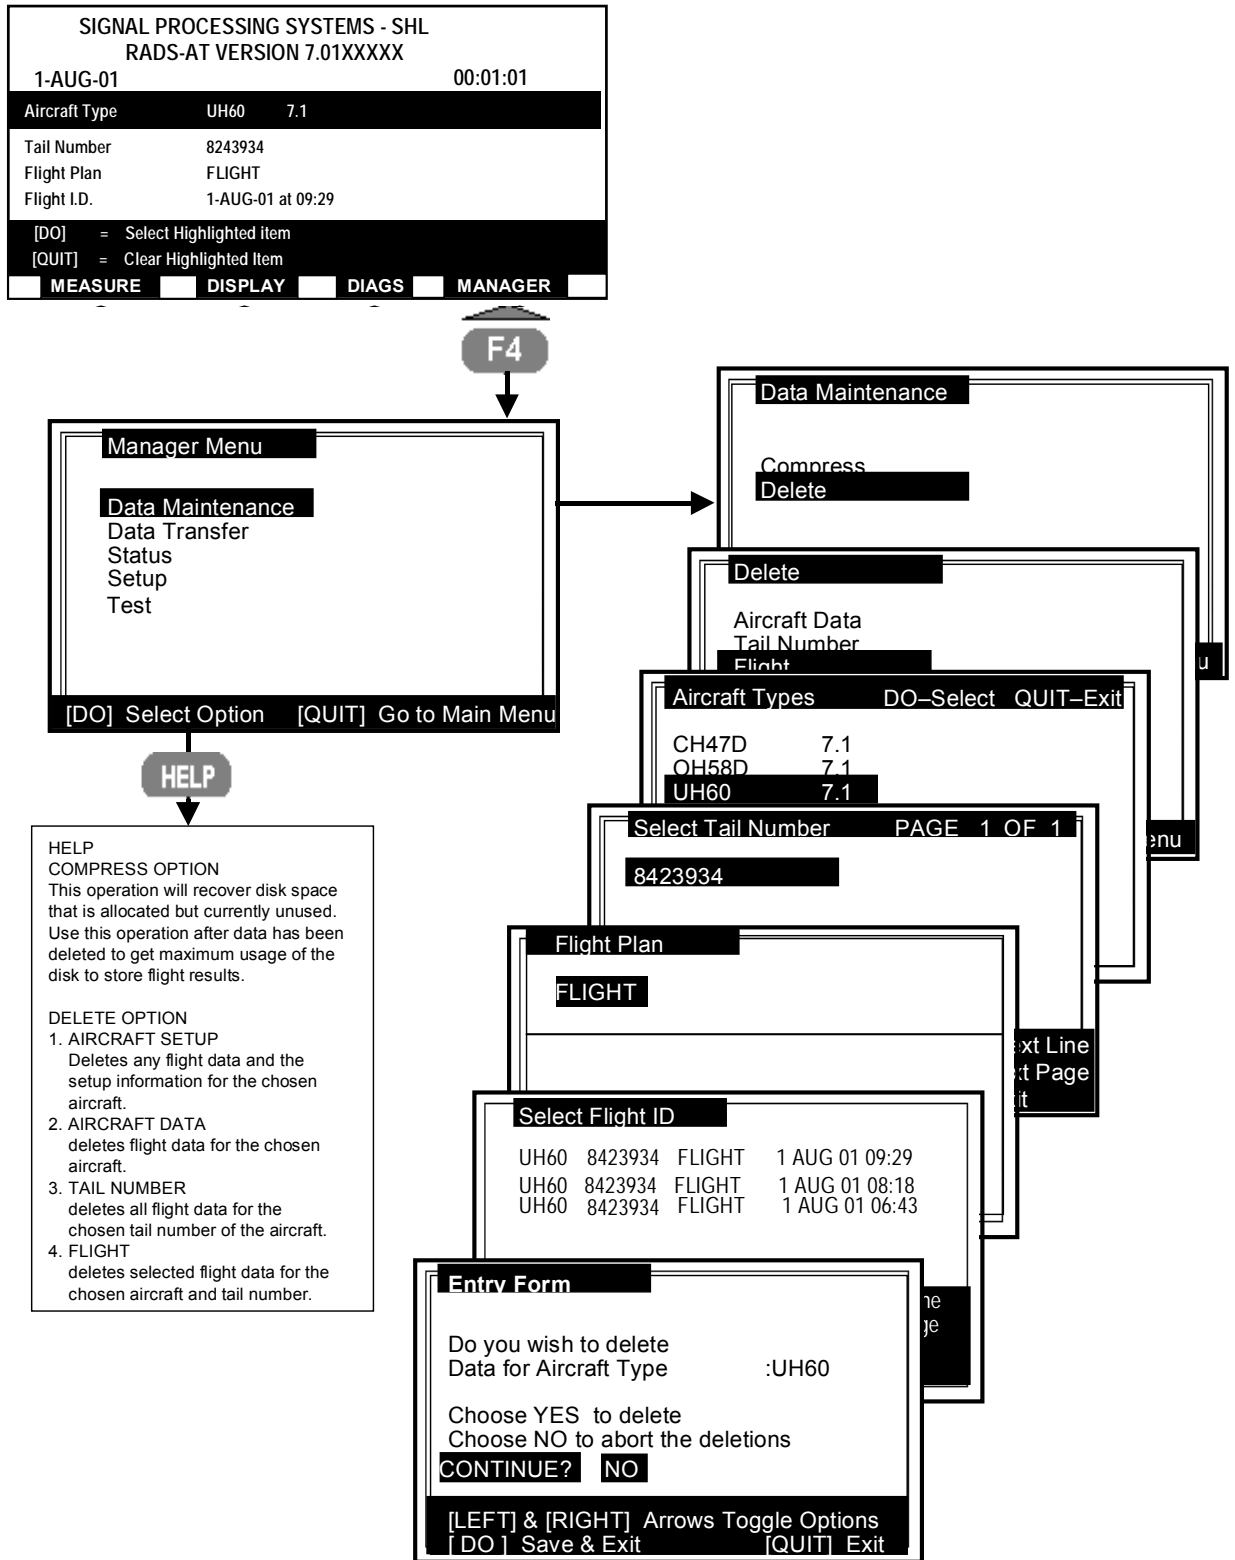 SIGNAL PROCESSING SYSTEMS - SHL
RADS-AT VERSION 7.01XXXXX
1-AUG-01 00:01:01
Aircraft Type UH60 7.1
Tail Number 8243934
Flight Plan FLIGHT
Flight I.D. 1-AUG-01 at 09:29
[DO] = Select Highlighted item
[QUIT] = Clear Highlighted Item
MEASURE DISPLAY DIAGS MANAGER
F4
Manager Menu
Data Maintenance
Data Transfer
Status
Setup
Test
[DO] Select Option [QUIT] Go to Main Menu
HELP
HELP
COMPRESS OPTION
This operation will recover disk space
that is allocated but currently unused.
Use this operation after data has been
deleted to get maximum usage of the
disk to store flight results.
DELETE OPTION
1. AIRCRAFT SETUP
Deletes any flight data and the
setup information for the chosen
aircraft.
2. AIRCRAFT DATA
deletes flight data for the chosen
aircraft.
3. TAIL NUMBER
deletes all flight data for the
chosen tail number of the aircraft.
4. FLIGHT
deletes selected flight data for the
chosen aircraft and tail number.
Data Maintenance
Compress
Delete
u
Delete
Aircraft Data
Tail Number
Flight
enu
Aircraft Types DO–Select QUIT–Exit
CH47D 7.1
OH58D 7.1
UH60 7.1
Select Tail Number PAGE 1 OF 1
8423934
ext Line
xt Page
it
Flight Plan
FLIGHT
Select Flight ID
UH60 8423934 FLIGHT 1 AUG 01 09:29
UH60 8423934 FLIGHT 1 AUG 01 08:18
UH60 8423934 FLIGHT 1 AUG 01 06:43
ne
ge
Entry Form
Do you wish to delete
Data for Aircraft Type :UH60
Choose YES to delete
Choose NO to abort the deletions
CONTINUE? NO
[LEFT] & [RIGHT] Arrows Toggle Options
[ DO ] Save & Exit [QUIT] Exit